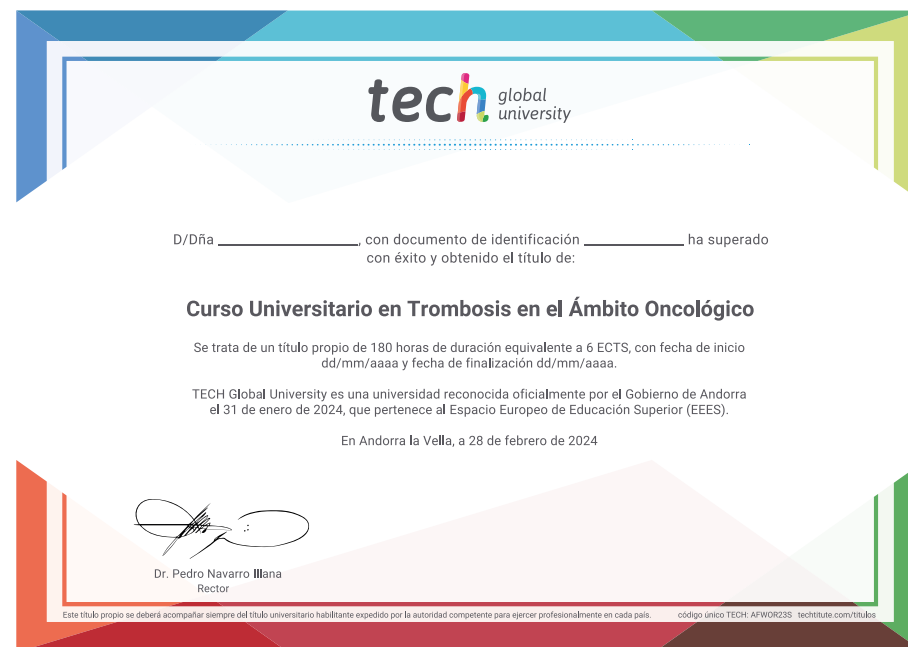 tech global university
D/Dña ____________, con documento de identificación ____________ ha superado
con éxito y obtenido el título de:
Curso Universitario en Trombosis en el Ámbito Oncológico
Se trata de un título propio de 180 horas de duración equivalente a 6 ECTS, con fecha de inicio
dd/mm/aaaa y fecha de finalización dd/mm/aaaa.
TECH Global University es una universidad reconocida oficialmente por el Gobierno de Andorra
el 31 de enero de 2024, que pertenece al Espacio Europeo de Educación Superior (EEES).
En Andorra la Vella, a 28 de febrero de 2024
Dr. Pedro Navarro Illana
Rector
Este título propio se deberá acompañar siempre del título universitario habilitante expedido por la autoridad competente para ejercer profesionalmente en cada país. código único TECH: AFWOR23S techtitute.com/titulos